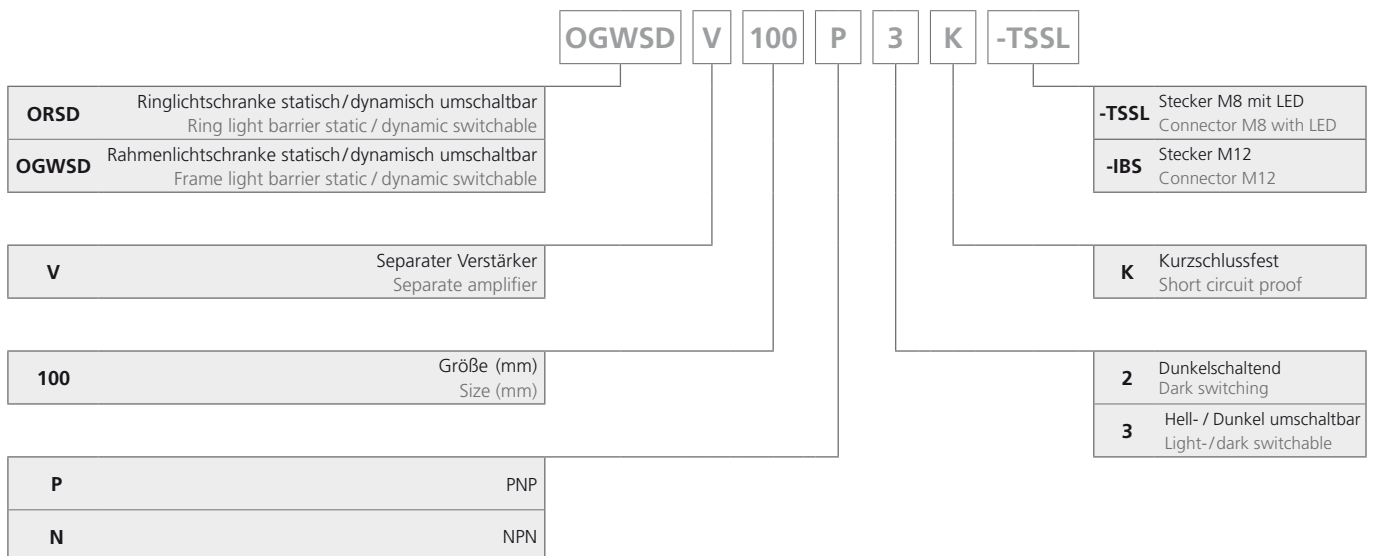 OGWSD V 100 P 3 K -TSSL
ORSD
Ringlichtschranke statisch/dynamisch umschaltbar
Ring light barrier static / dynamic switchable
OGWSD
Rahmenlichtschranke statisch/dynamisch umschaltbar
Frame light barrier static / dynamic switchable
-TSSL
Stecker M8 mit LED
Connector M8 with LED
-IBS
Stecker M12
Connector M12
V
Separater Verstärker
Separate amplifier
K
Kurzschlussfest
Short circuit proof
100
Größe (mm)
Size (mm)
2
Dunkelschaltend
Dark switching
3
Hell- / Dunkel umschaltbar
Light-/dark switchable
P PNP
N NPN